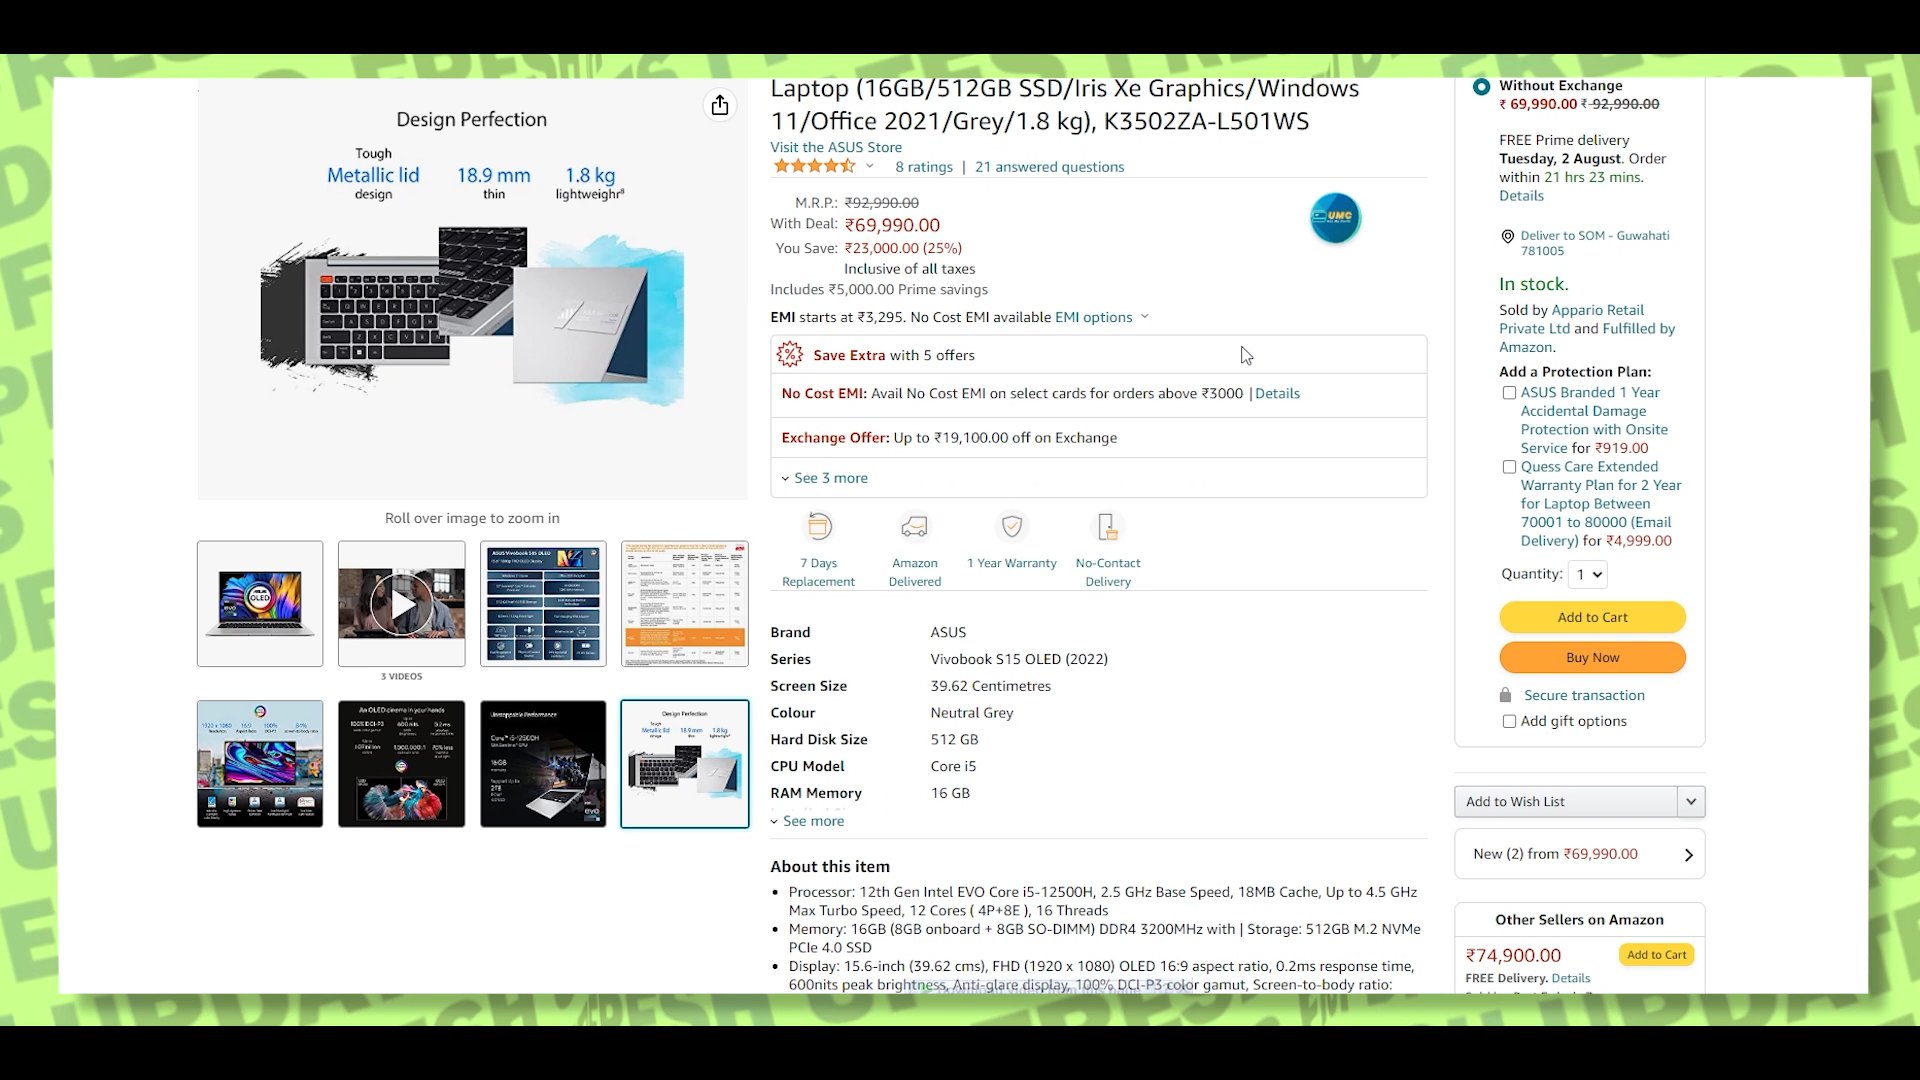 Design Perfection
Tough
Metallic lid
design
18.9 mm
thin
1.8 kg
lightweighr⁸
Roll over image to zoom in
3 VIDEOS
Laptop (16GB/512GB SSD/Iris Xe Graphics/Windows
11/Office 2021/Grey/1.8 kg), K3502ZA-L501WS
Visit the ASUS Store
8 ratings | 21 answered questions
M.R.P.: ₹92,990.00
With Deal: ₹69,990.00
You Save: ₹23,000.00 (25%)
Inclusive of all taxes
Includes ₹5,000.00 Prime savings
UMC
EMI starts at ₹3,295. No Cost EMI available EMI options
Save Extra with 5 offers
No Cost EMI: Avail No Cost EMI on select cards for orders above ₹3000 | Details
Exchange Offer: Up to ₹19,100.00 off on Exchange
See 3 more
7 Days
Replacement
Amazon
Delivered
1 Year Warranty
No-Contact
Delivery
Brand ASUS
Series Vivobook S15 OLED (2022)
Screen Size 39.62 Centimetres
Colour Neutral Grey
Hard Disk Size 512 GB
CPU Model Core i5
RAM Memory 16 GB
See more
About this item
• Processor: 12th Gen Intel EVO Core i5-12500H, 2.5 GHz Base Speed, 18MB Cache, Up to 4.5 GHz
Max Turbo Speed, 12 Cores ( 4P+8E ), 16 Threads
• Memory: 16GB (8GB onboard + 8GB SO-DIMM) DDR4 3200MHz with | Storage: 512GB M.2 NVMe
PCIe 4.0 SSD
• Display: 15.6-inch (39.62 cms), FHD (1920 x 1080) OLED 16:9 aspect ratio, 0.2ms response time,
600nits peak brightness, Anti-glare display, 100% DCI-P3 color gamut, Screen-to-body ratio:
Without Exchange
₹ 69,990.00 ₹ 92,990.00
FREE Prime delivery
Tuesday, 2 August. Order
within 21 hrs 23 mins.
Details
Deliver to SOM - Guwahati
781005
In stock.
Sold by Appario Retail
Private Ltd and Fulfilled by
Amazon.
Add a Protection Plan:
ASUS Branded 1 Year
Accidental Damage
Protection with Onsite
Service for ₹919.00
Quess Care Extended
Warranty Plan for 2 Year
for Laptop Between
70001 to 80000 (Email
Delivery) for ₹4,999.00
Quantity: 1
Add to Cart
Buy Now
Secure transaction
Add gift options
Add to Wish List
New (2) from ₹69,990.00
Other Sellers on Amazon
₹74,900.00
Add to Cart
FREE Delivery. Details